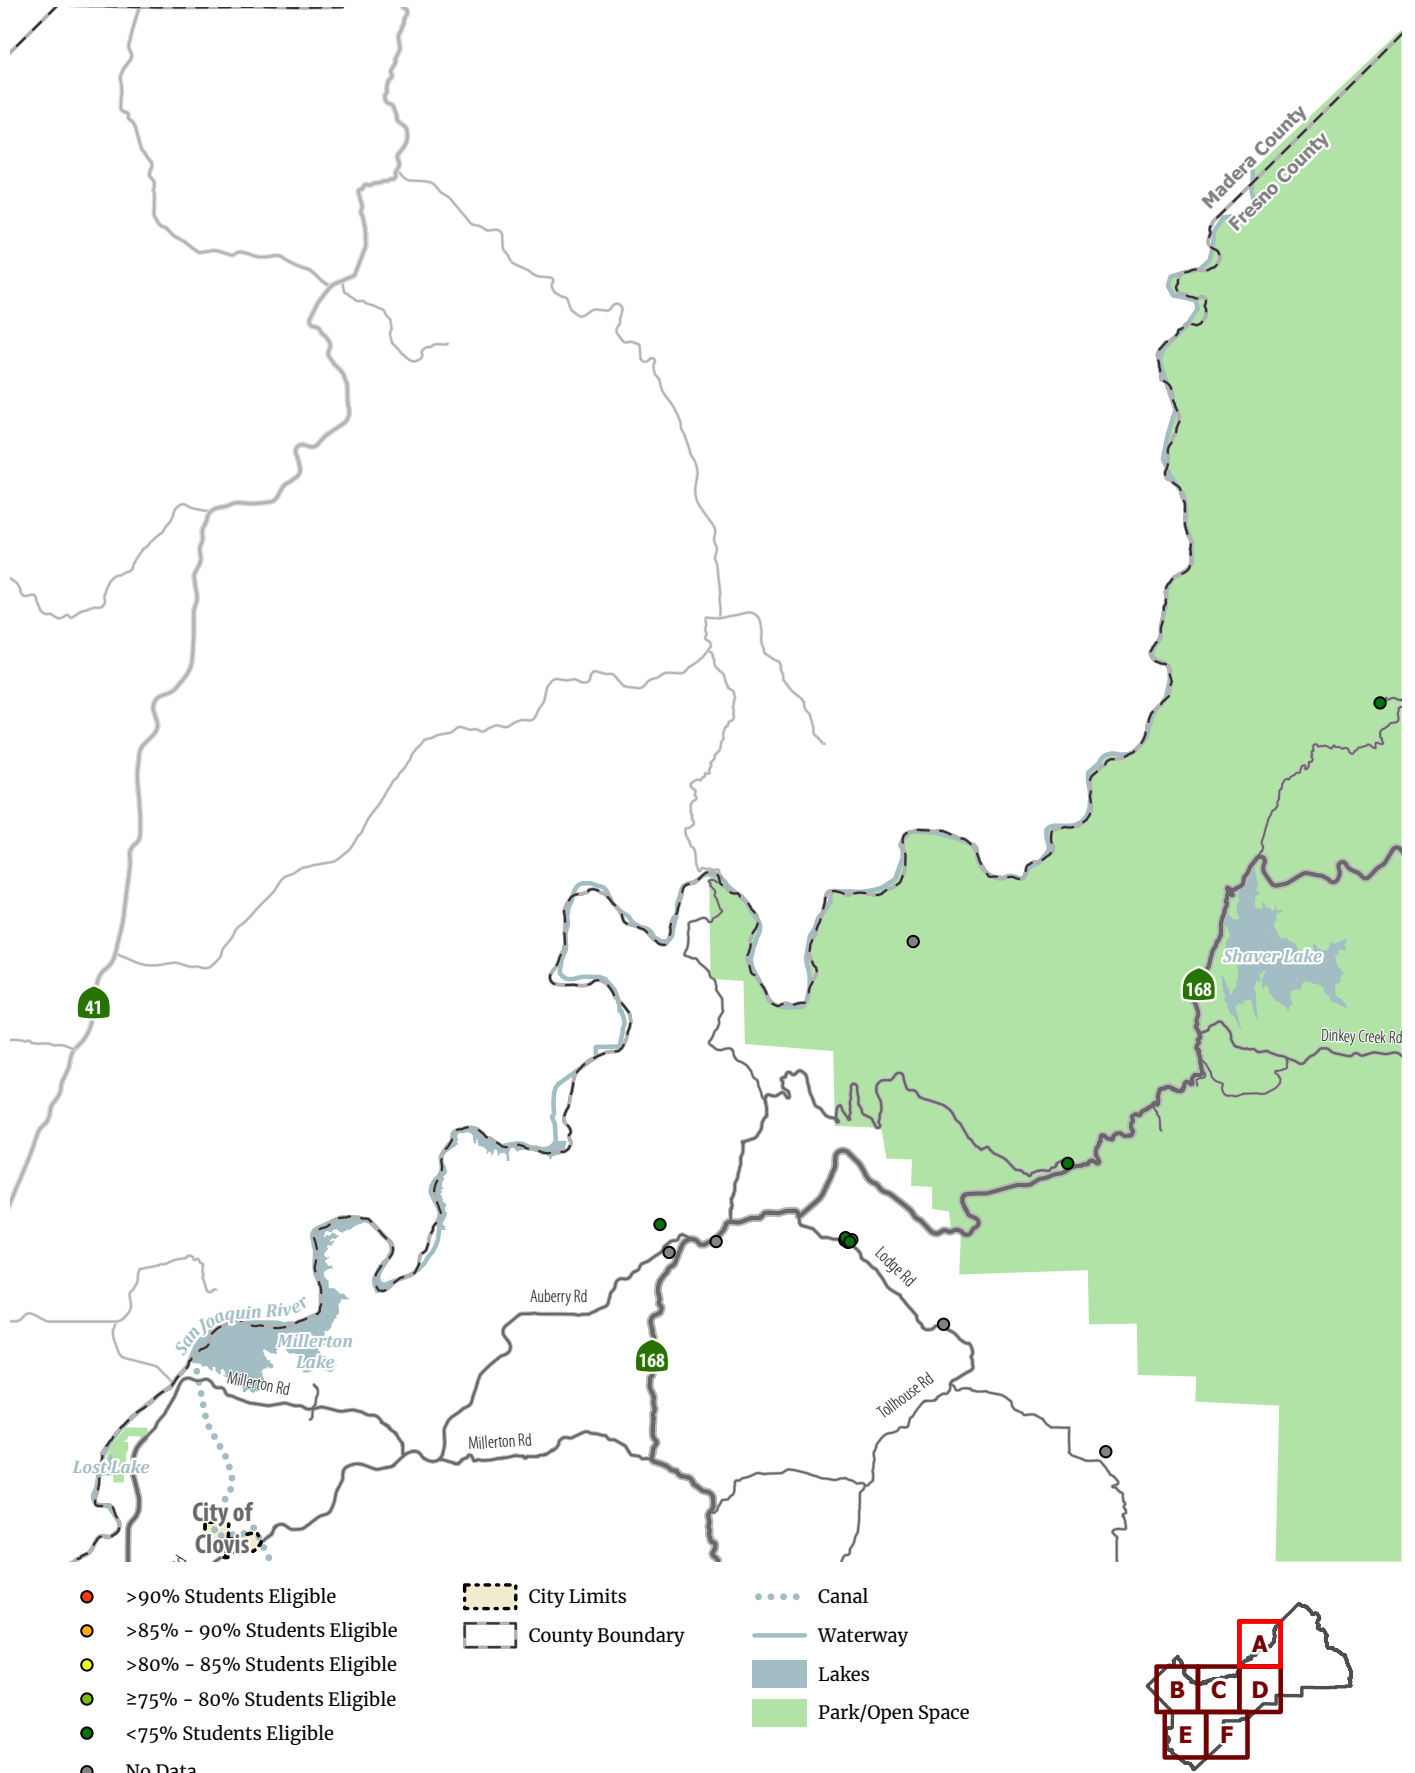 Madera County
Fresno County
41
168
Shaver Lake
Dinkey Creek Rd
Lodge Rd
Auberry Rd
San Joaquin River
Millerton
Lake
168
Millerton Rd
Tollhouse Rd
Millerton Rd
Lost Lake
City of
Clovis
>90% Students Eligible
>85% - 90% Students Eligible
>80% - 85% Students Eligible
≥75% - 80% Students Eligible
<75% Students Eligible
No Data
City Limits
County Boundary
Canal
Waterway
Lakes
Park/Open Space
A
B C D
E F